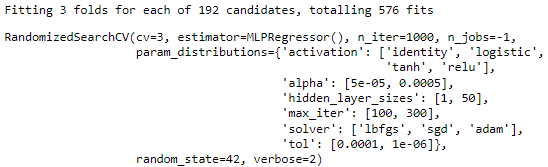 Fitting 3 folds for each of 192 candidates, totalling 576 fits
RandomizedSearchCV(cv=3, estimator=MLPRegressor(), n_iter=1000, n_jobs=-1,
param_distributions={'activation': ['identity', 'logistic',
'tanh', 'relu'],
'alpha': [5e-05, 0.0005],
'hidden_layer_sizes': [1, 50],
'max_iter': [100, 300],
'solver': ['lbfgs', 'sgd', 'adam'],
'tol': [0.0001, 1e-06]},
random_state=42, verbose=2)